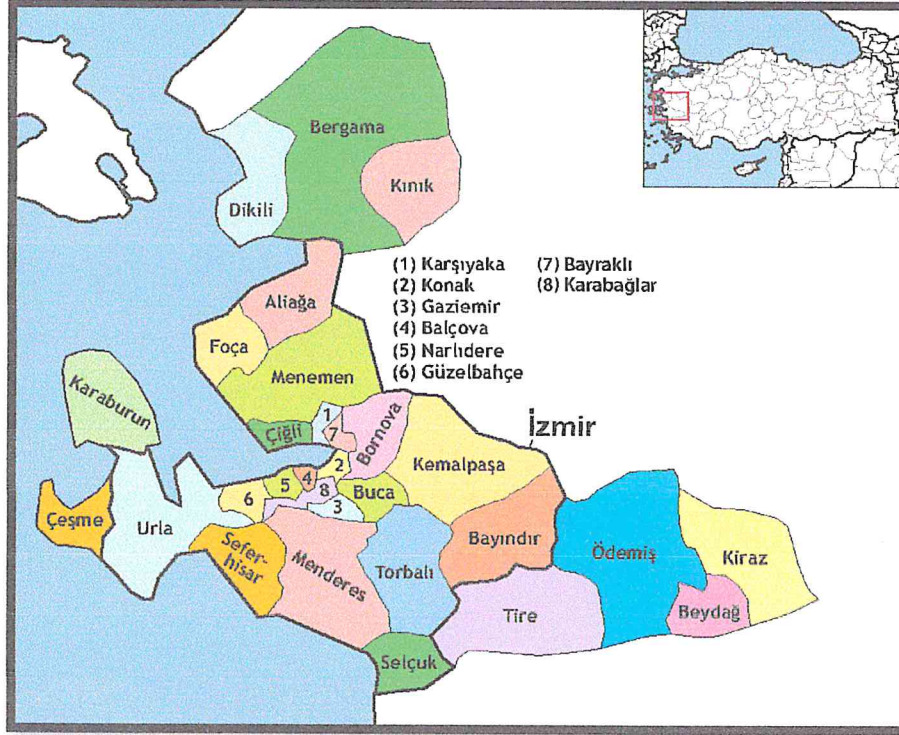 Bergama
Kınık
Dikili
(1) Karşıyaka
(2) Konak
(3) Gaziemir
(4) Balçova
(5) Narlıdere
(6) Güzelbahçe
(7) Bayraklı
(8) Karabağlar
Aliağa
Foça
Menemen
Karaburun
Çiğli
1
7
Bornova
İzmir
2
Kemalpaşa
4
5
6
8
3
Buca
Çeşme
Urla
Sefer-
hisar
Menderes
Torbalı
Bayındır
Ödemiş
Kiraz
Beydağ
Tire
Selçuk